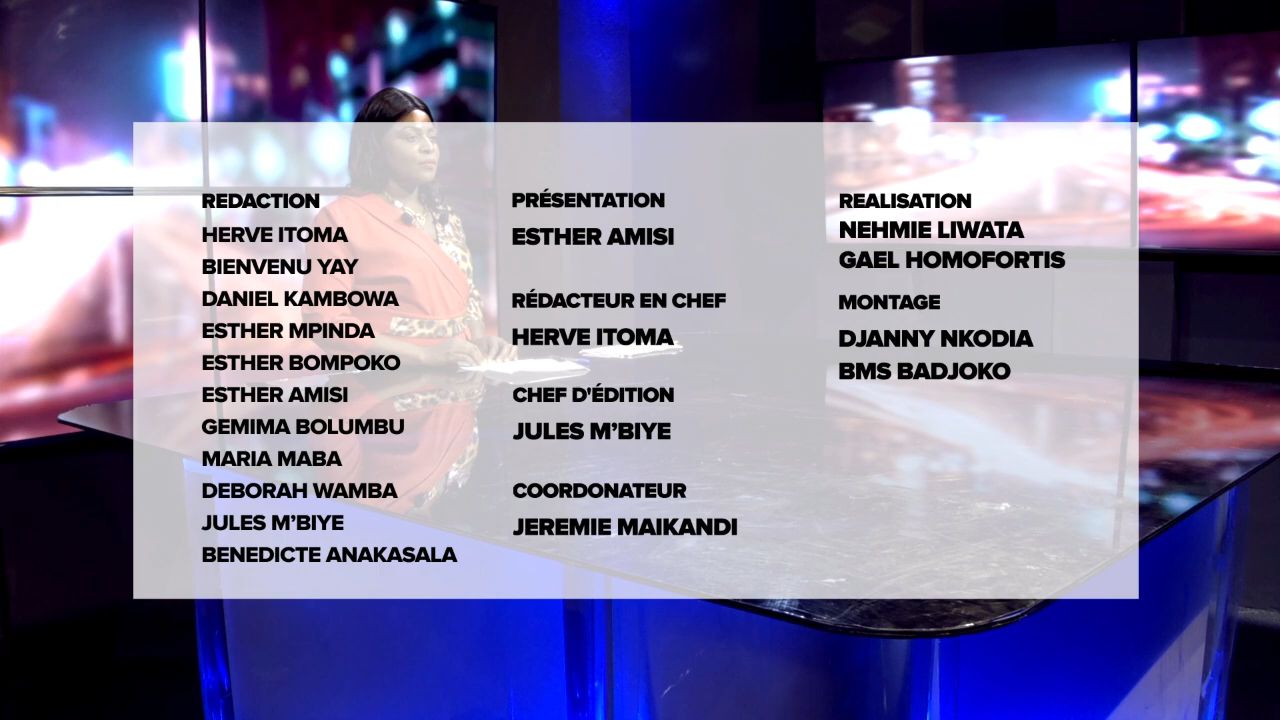 REDACTION
HERVE ITOMA
BIENVENU YAY
DANIEL KAMBOWA
ESTHER MPINDA
ESTHER BOMPOKO
ESTHER AMISI
GEMIMA BOLUMBU
MARIA MABA
DEBORAH WAMBA
JULES M’BIYE
BENEDICTE ANAKASALA
PRÉSENTATION
ESTHER AMISI
RÉDACTEUR EN CHEF
HERVE ITOMA
CHEF D'ÉDITION
JULES M’BIYE
COORDONATEUR
JEREMIE MAIKANDI
REALISATION
NEHMIE LIWATA
GAEL HOMOFORTIS
MONTAGE
DJANNY NKODIA
BMS BADJOKO